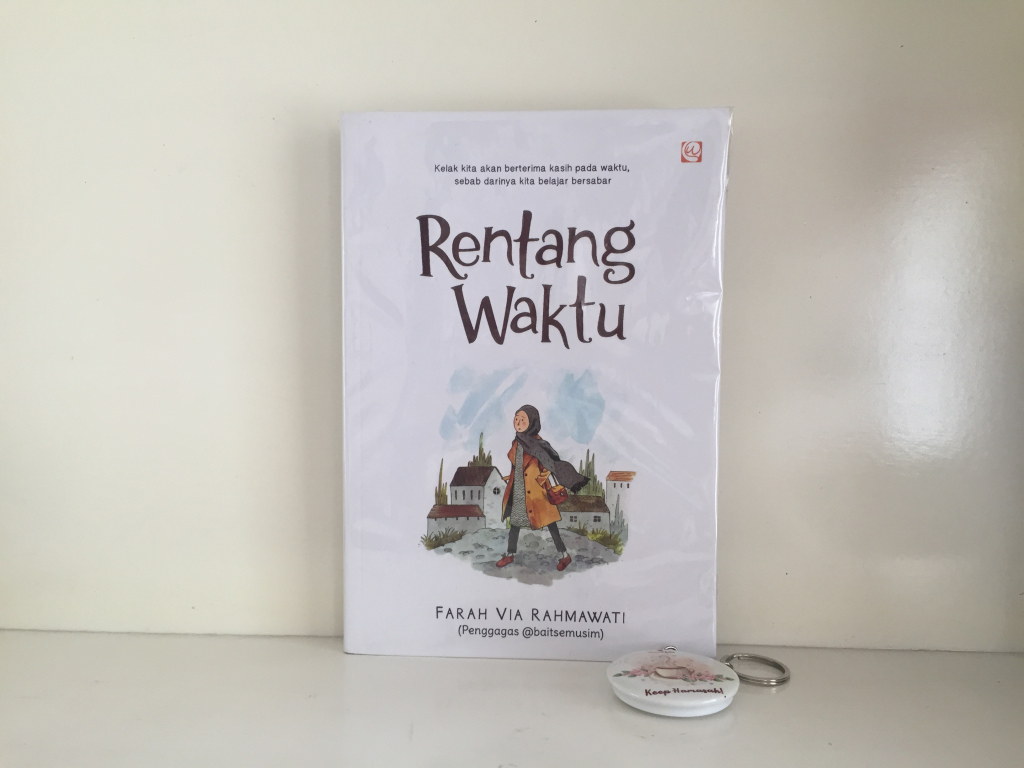 Kelak kita akan berterima kasih pada waktu,
sebab darinya kita belajar bersabar
Rentang
Waktu
FARAH VIA RAHMAWATI
(Penggagas @baitsemusim)
Keep Hamasah!